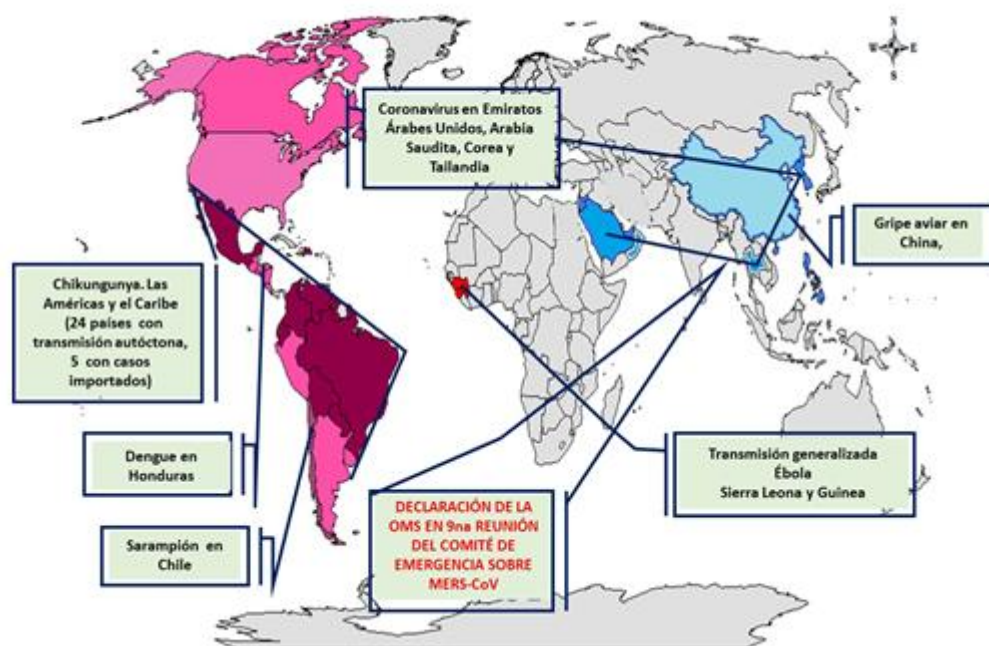 N
W E
S
Coronavirus en Emiratos
Árabes Unidos, Arabia
Saudita, Corea y
Tailandia
Gripe aviar en
China,
Chikungunya. Las
Américas y el Caribe
(24 países con
transmisión autóctona,
5 con casos
importados)
Dengue en
Honduras
Sarampión en
Chile
DECLARACIÓN DE LA
OMS EN 9na REUNIÓN
DEL COMITÉ DE
EMERGENCIA SOBRE
MERS-CoV
Transmisión generalizada
Ébola
Sierra Leona y Guinea